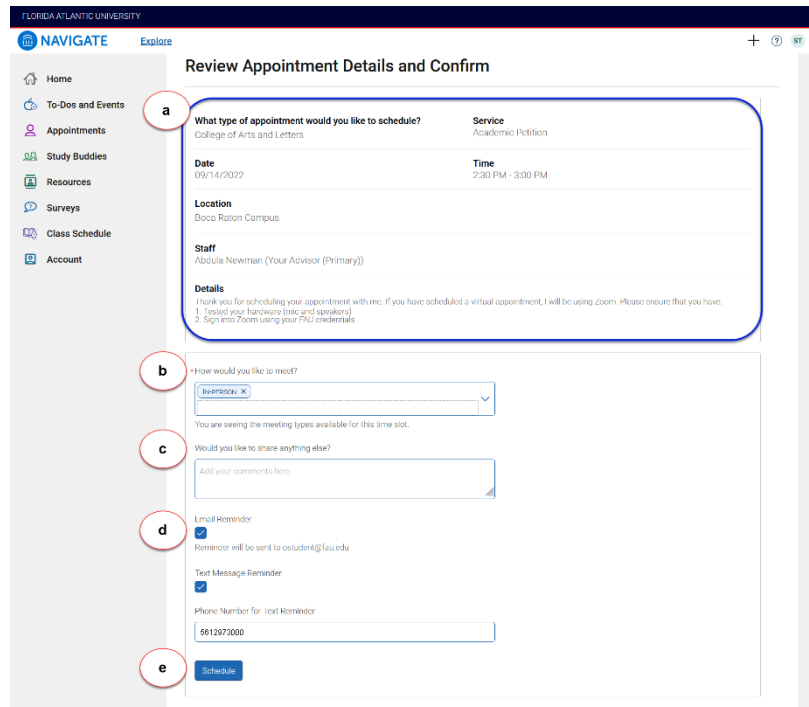 FLORIDA ATLANTIC UNIVERSITY
NAVIGATE Explore ST
Review Appointment Details and Confirm
Home
To-Dos and Events
Appointments
Study Buddies
Resources
Surveys
Class Schedule
Account
a
What type of appointment would you like to schedule? Service
College of Arts and Letters Academic Petition
Date Time
09/14/2022 2:30 PM - 3:00 PM
Location
Boca Raton Campus
Staff
Abdula Newman (Your Advisor (Primary))
Details
Thank you for scheduling your appointment with me. If you have scheduled a virtual appointment, I will be using Zoom. Please ensure that you have:
1. Tested your hardware (mic and speakers)
2. Sign into Zoom using your FAU credentials
b
*How would you like to meet?
IN-PERSON ×
You are seeing the meeting types available for this time slot.
c
Would you like to share anything else?
Add your comments here
d
Email Reminder
Reminder will be sent to ostudent@fau.edu
Text Message Reminder
Phone Number for Text Reminder
5612973000
e
Schedule